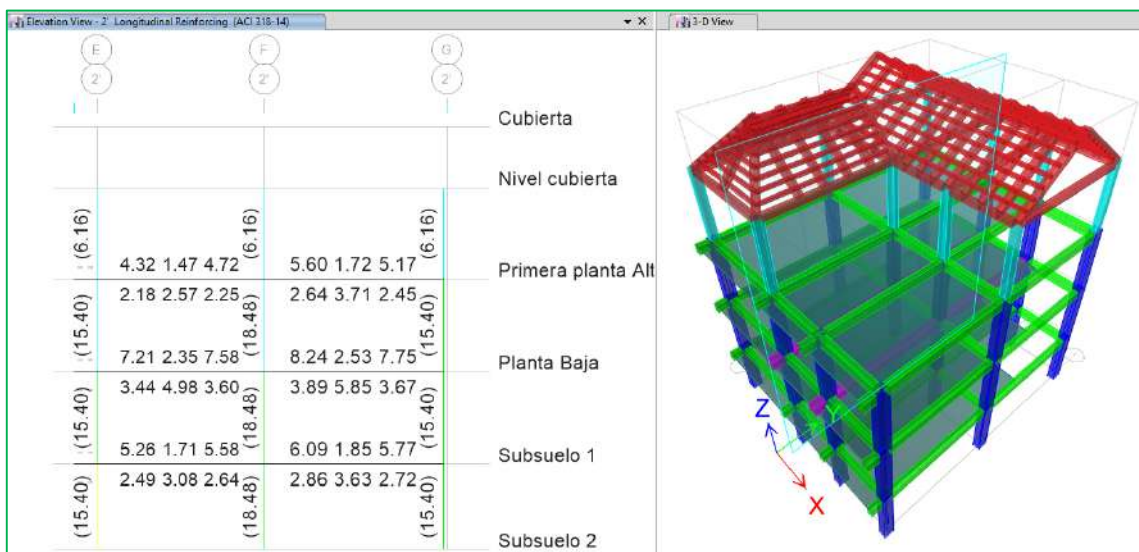 Elevation View - 2' Longitudinal Reinforcing (ACI 318-14)
3-D View
E F G
2' 2' 2'
Cubierta
Nivel cubierta
(6.16) (6.16) (6.16)
4.32 1.47 4.72 5.60 1.72 5.17
Primera planta Alt
2.18 2.57 2.25 2.64 3.71 2.45
(15.40) (18.48) (15.40)
7.21 2.35 7.58 8.24 2.53 7.75
Planta Baja
3.44 4.98 3.60 3.89 5.85 3.67
(15.40) (18.48) (15.40)
5.26 1.71 5.58 6.09 1.85 5.77
Subsuelo 1
2.49 3.08 2.64 2.86 3.63 2.72
(15.40) (18.48) (15.40)
Subsuelo 2
Z
Y
X